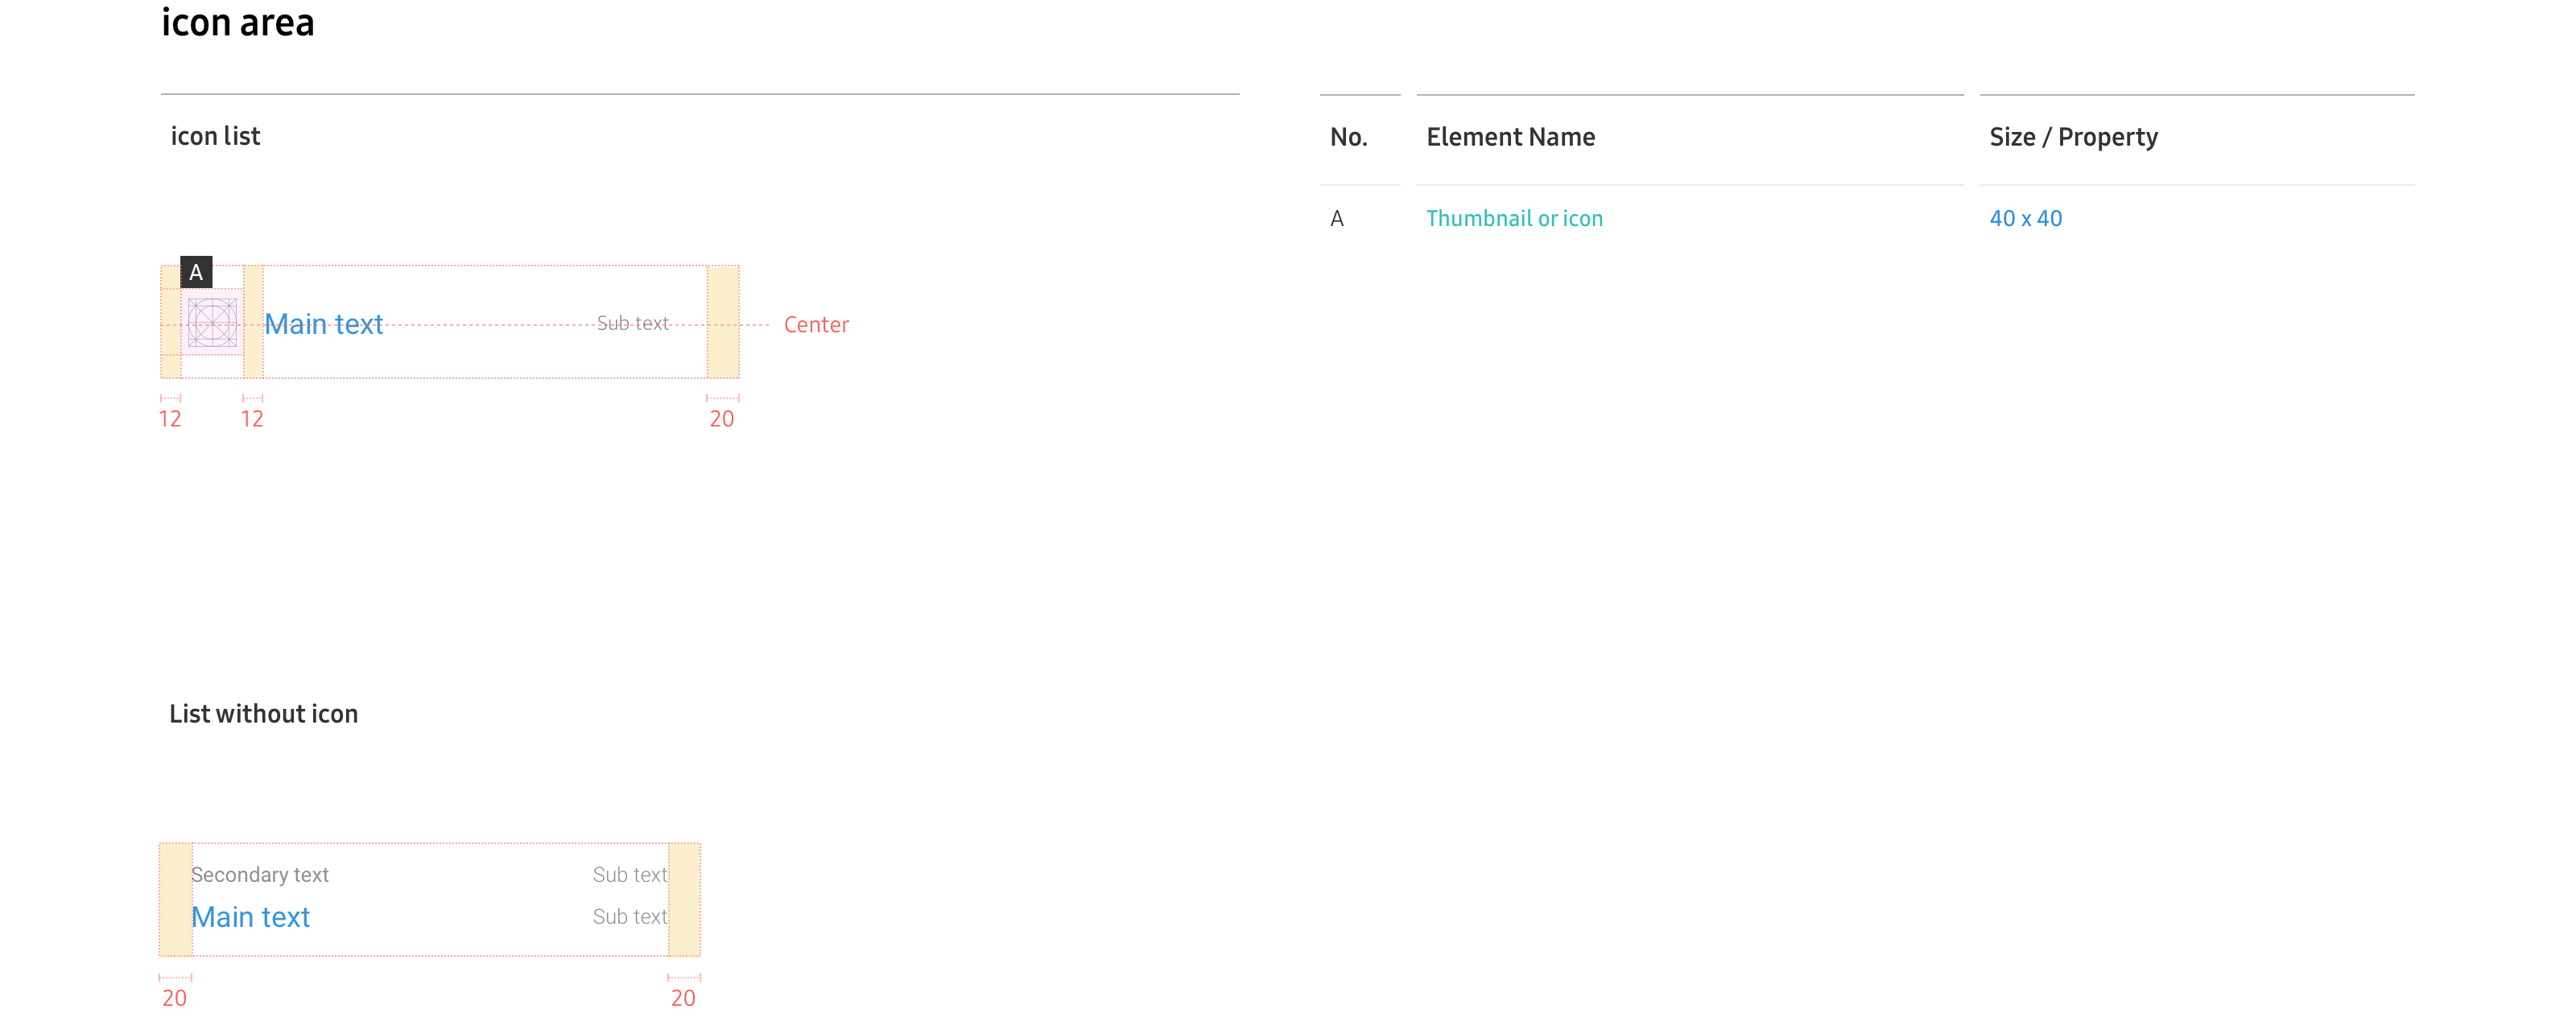 icon area
icon list
No.
Element Name
Size / Property
A
Thumbnail or icon
40 x 40
A
Main text
Sub text
Center
12
12
20
List without icon
Secondary text
Sub text
Main text
Sub text
20
20